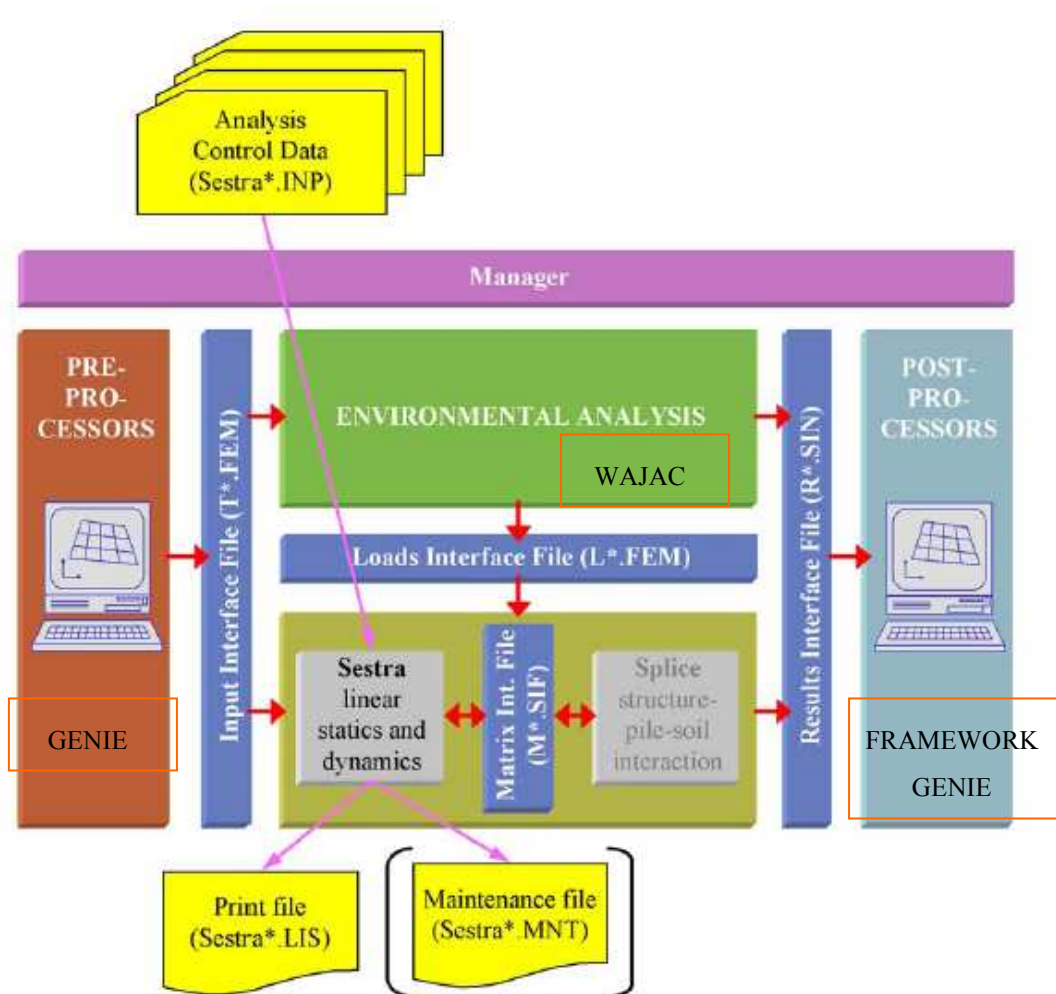 Analysis
Control Data
(Sestra*.INP)
Manager
PRE-
PRO-
CESSORS
GENIE
Input Interface File (T*.FEM)
ENVIRONMENTAL ANALYSIS
WAJAC
Loads Interface File (L*.FEM)
Sestra
linear
statics and
dynamics
Matrix Int. File
(M*.SIF)
Splice
structure-
pile-soil
interaction
Results Interface File (R*.SIN)
POST-
PRO-
CESSORS
FRAMEWORK
GENIE
Print file
(Sestra*.LIS)
Maintenance file
(Sestra*.MNT)